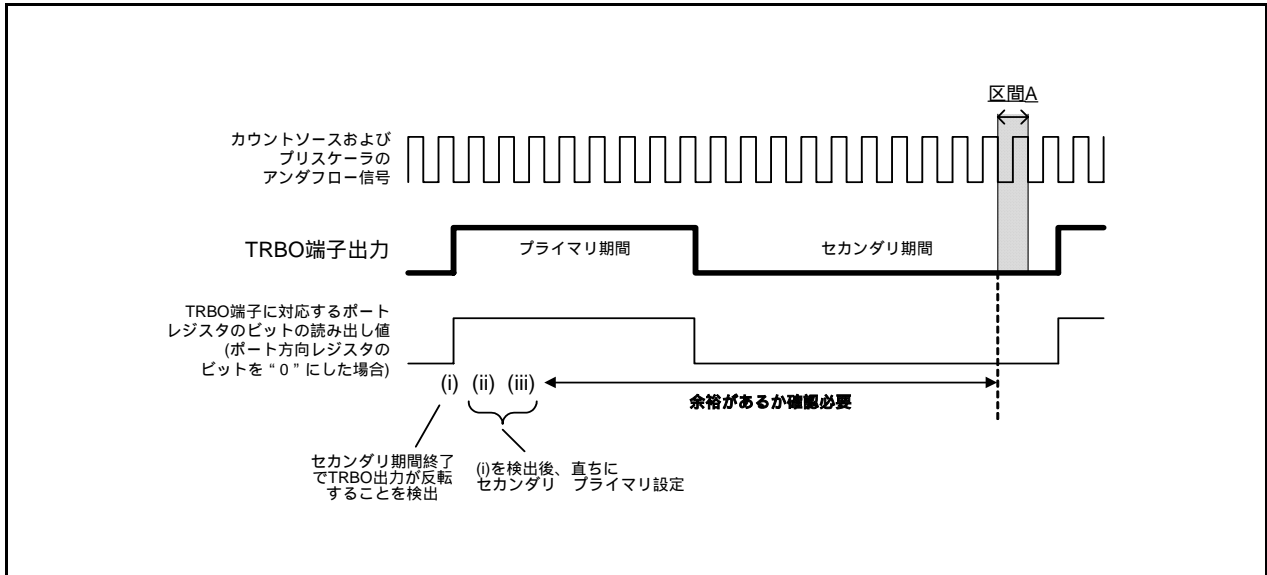 区間A
カウントソースおよび
プリスケーラの
アンダフロー信号
TRBO端子出力
プライマリ期間
セカンダリ期間
TRBO端子に対応するポート
レジスタのビットの読み出し値
(ポート方向レジスタの
ビットを“0”にした場合)
(i) (ii) (iii)
余裕があるか確認必要
セカンダリ期間終了
でTRBO出力が反転
することを検出
(i)を検出後、直ちに
セカンダリ　プライマリ設定